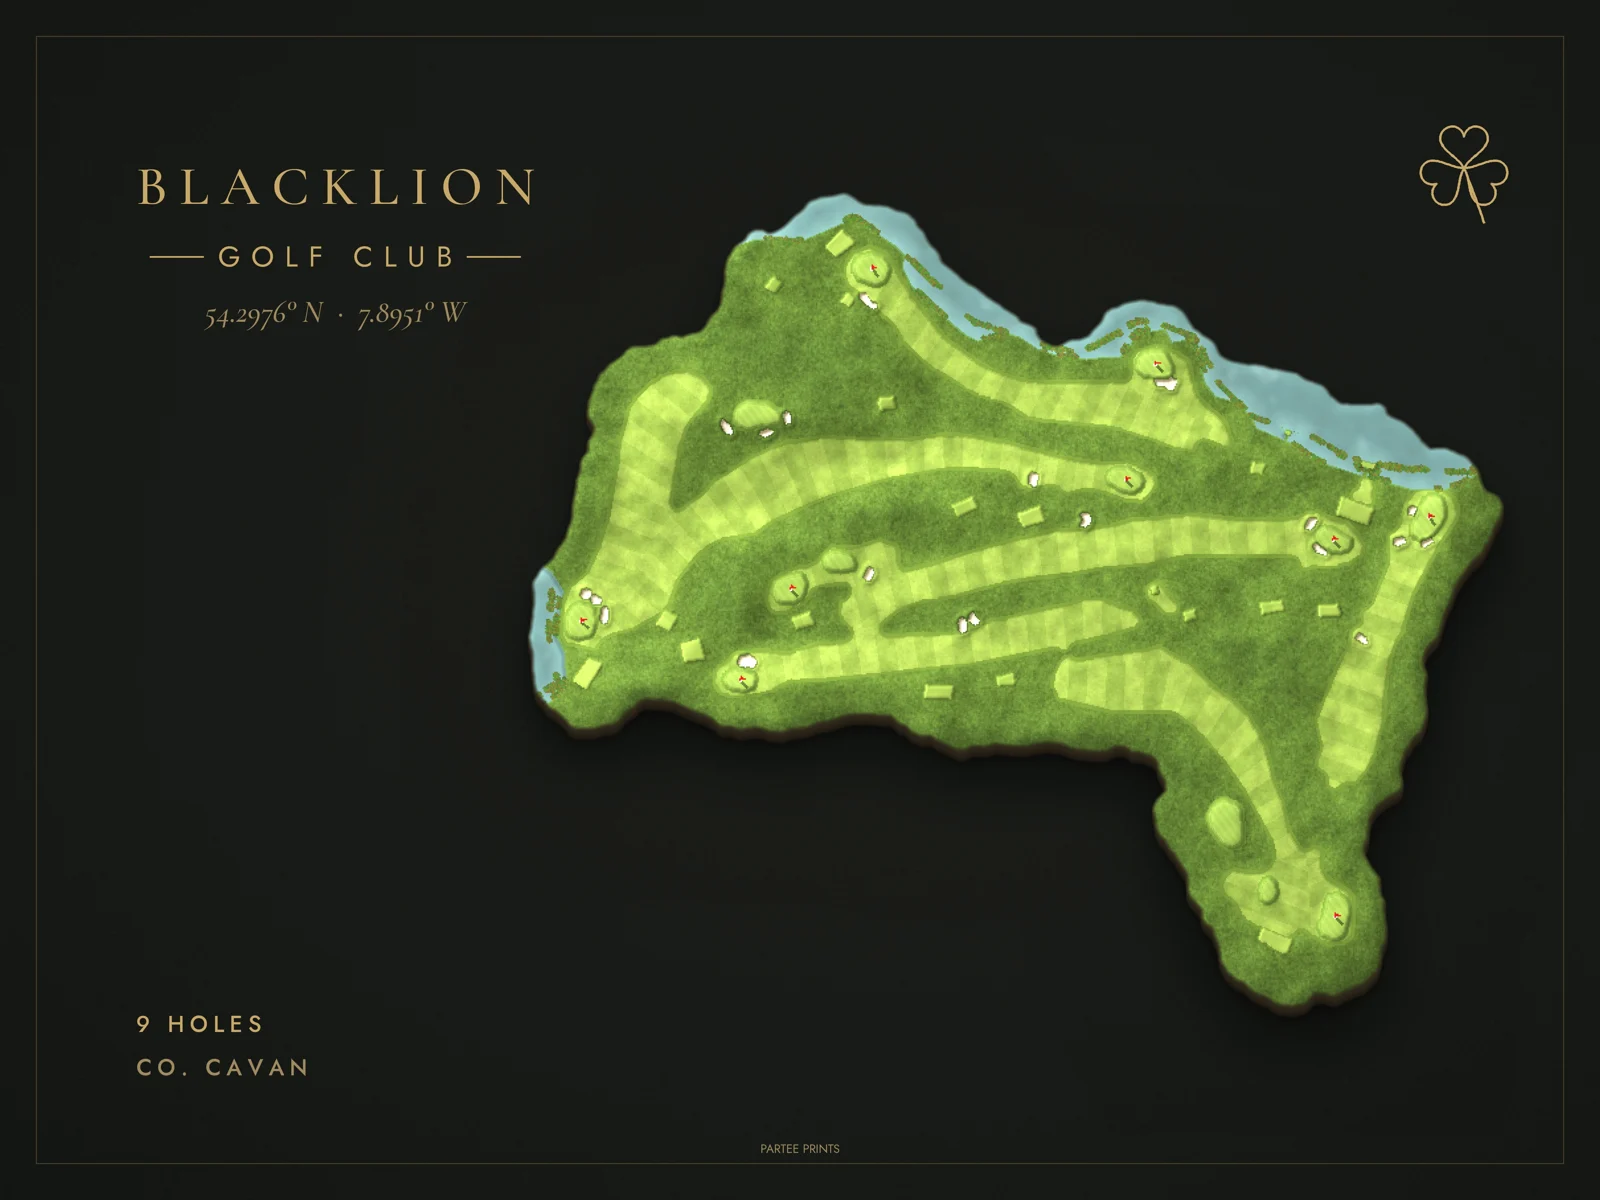 BLACKLION
GOLF CLUB
54.2976° N · 7.8951° W
9 HOLES
CO. CAVAN
PARTEE PRINTS